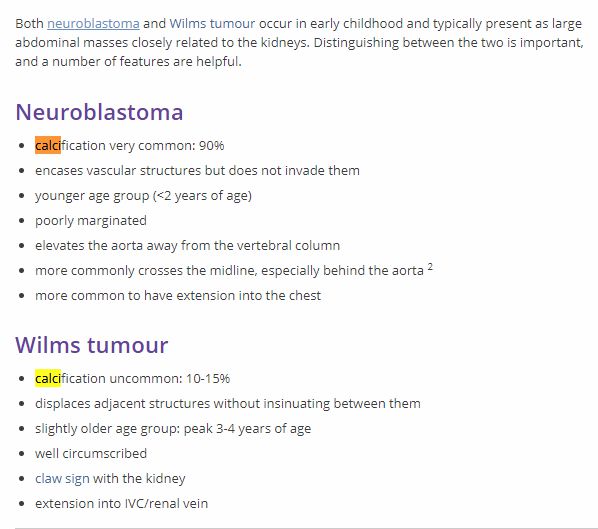 Both neuroblastoma and Wilms tumour occur in early childhood and typically present as large
abdominal masses closely related to the kidneys. Distinguishing between the two is important,
and a number of features are helpful.
Neuroblastoma
• calcification very common: 90%
• encases vascular structures but does not invade them
• younger age group (<2 years of age)
• poorly marginated
• elevates the aorta away from the vertebral column
• more commonly crosses the midline, especially behind the aorta 2
• more common to have extension into the chest
Wilms tumour
• calcification uncommon: 10-15%
• displaces adjacent structures without insinuating between them
• slightly older age group: peak 3-4 years of age
• well circumscribed
• claw sign with the kidney
• extension into IVC/renal vein